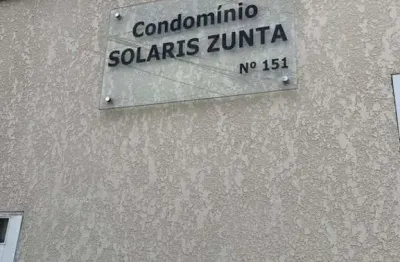 Condomínio
SOLARIS ZUNTA
Nº 151